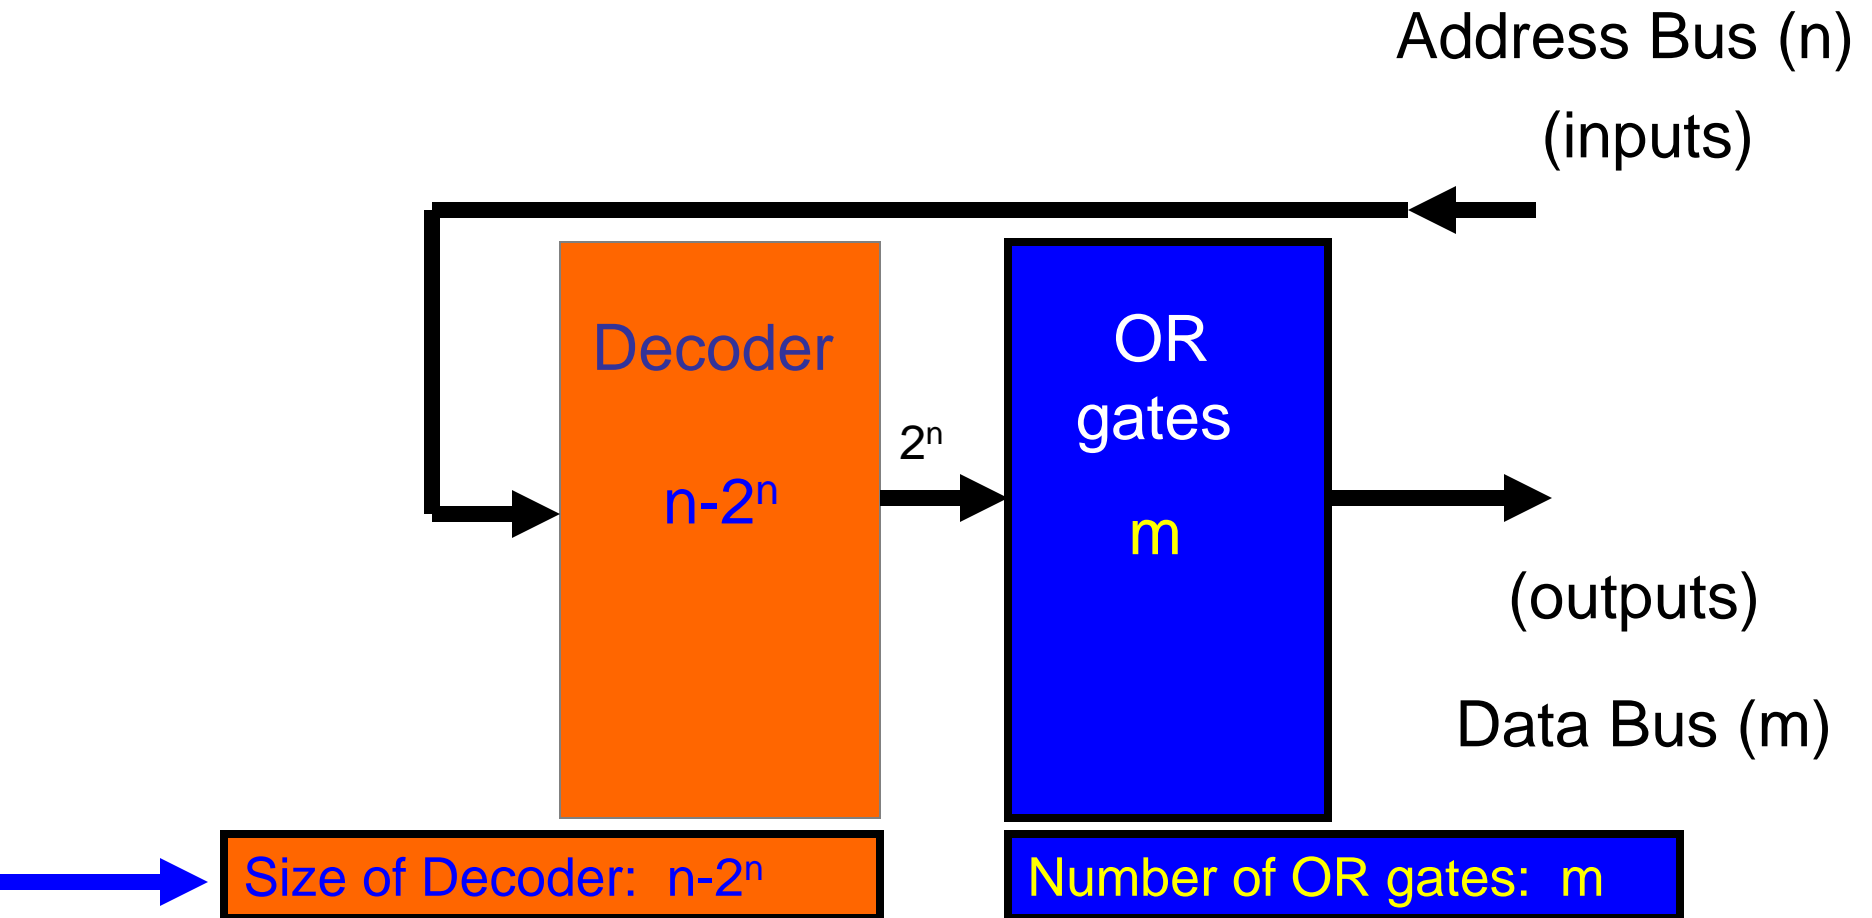 Address Bus (n)
(inputs)
Decoder
n-2ⁿ
2ⁿ
OR
gates
m
(outputs)
Data Bus (m)
Size of Decoder: n-2ⁿ
Number of OR gates: m